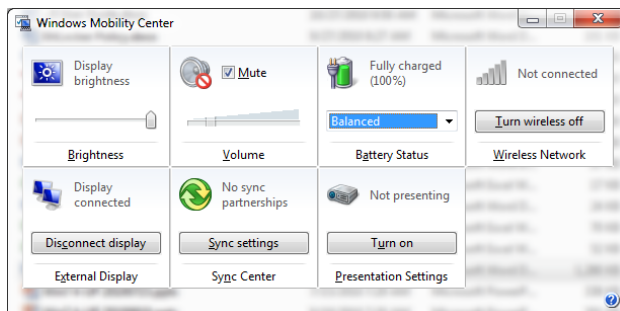 Windows Mobility Center
Display
brightness
Brightness
Mute
Volume
Fully charged
(100%)
Balanced
Battery Status
Not connected
Turn wireless off
Wireless Network
Display
connected
Disconnect display
External Display
No sync
partnerships
Sync settings
Sync Center
Not presenting
Turn on
Presentation Settings